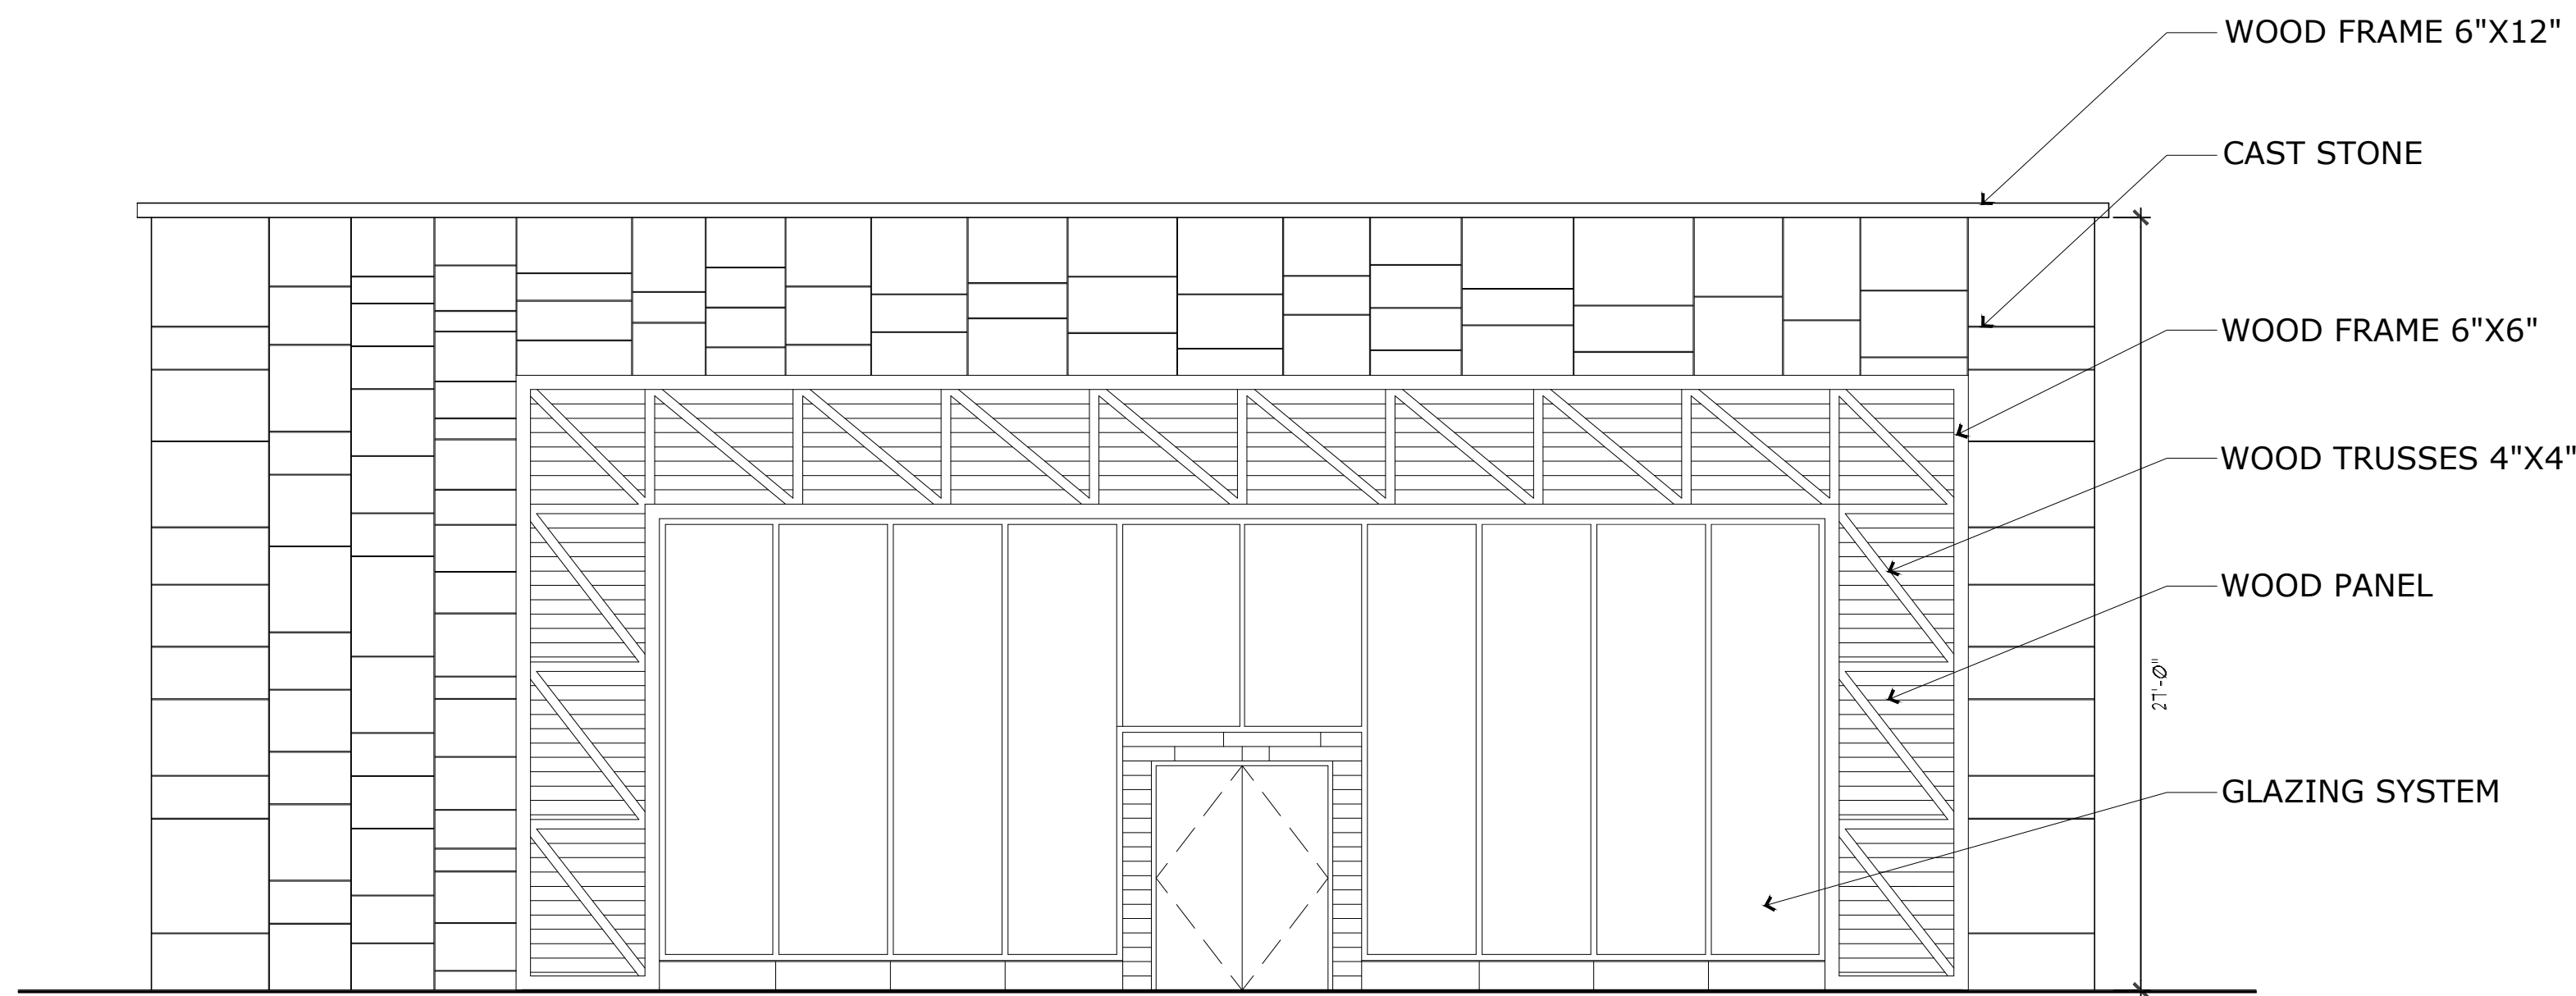 WOOD FRAME 6"X12"
CAST STONE
WOOD FRAME 6"X6"
WOOD TRUSSES 4"X4"
WOOD PANEL
27'-0"
GLAZING SYSTEM